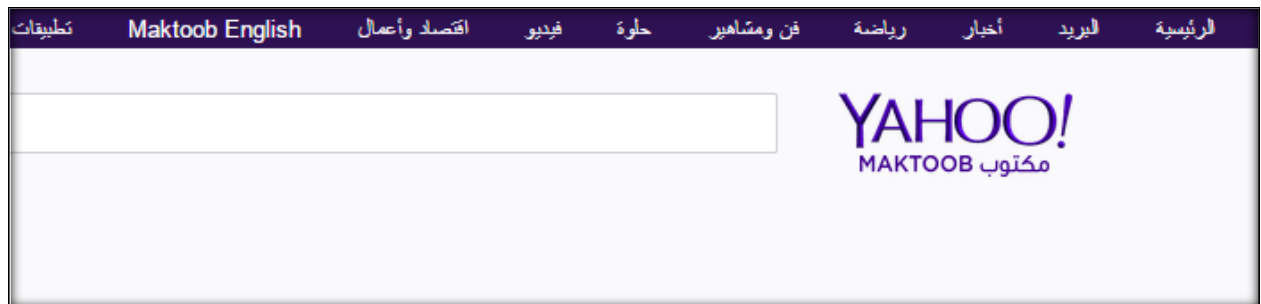 الرئيسية البريد أخبار رياضة فن ومشاهير حلوة فيديو اقتصاد وأعمال Maktoob English تطبيقات
YAHOO!
مكتوب MAKTOOB